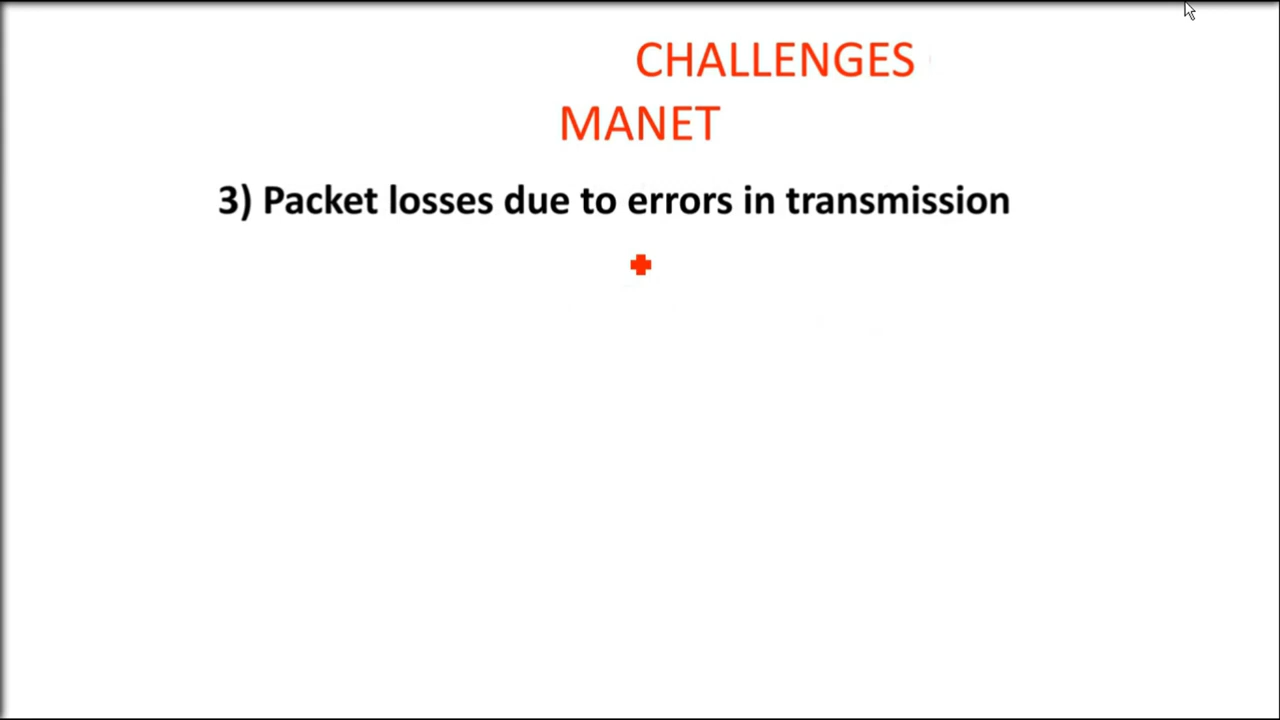 CHALLENGES
MANET
3) Packet losses due to errors in transmission